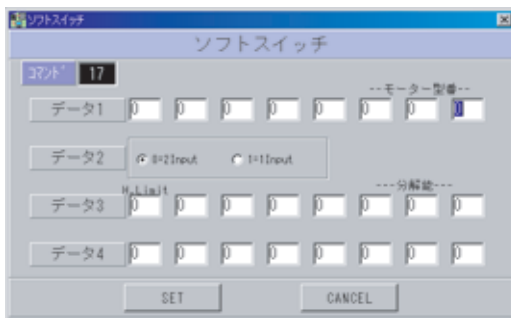 ソフトスイッチ
ソフトスイッチ
コマンド 17
--モーター型番--
データ1 0 0 0 0 0 0 0 0
データ2 0=2Input 1=1Input
H.Limit ---分解能---
データ3 0 0 0 0 0 0 0 0
データ4 0 0 0 0 0 0 0 0
SET CANCEL